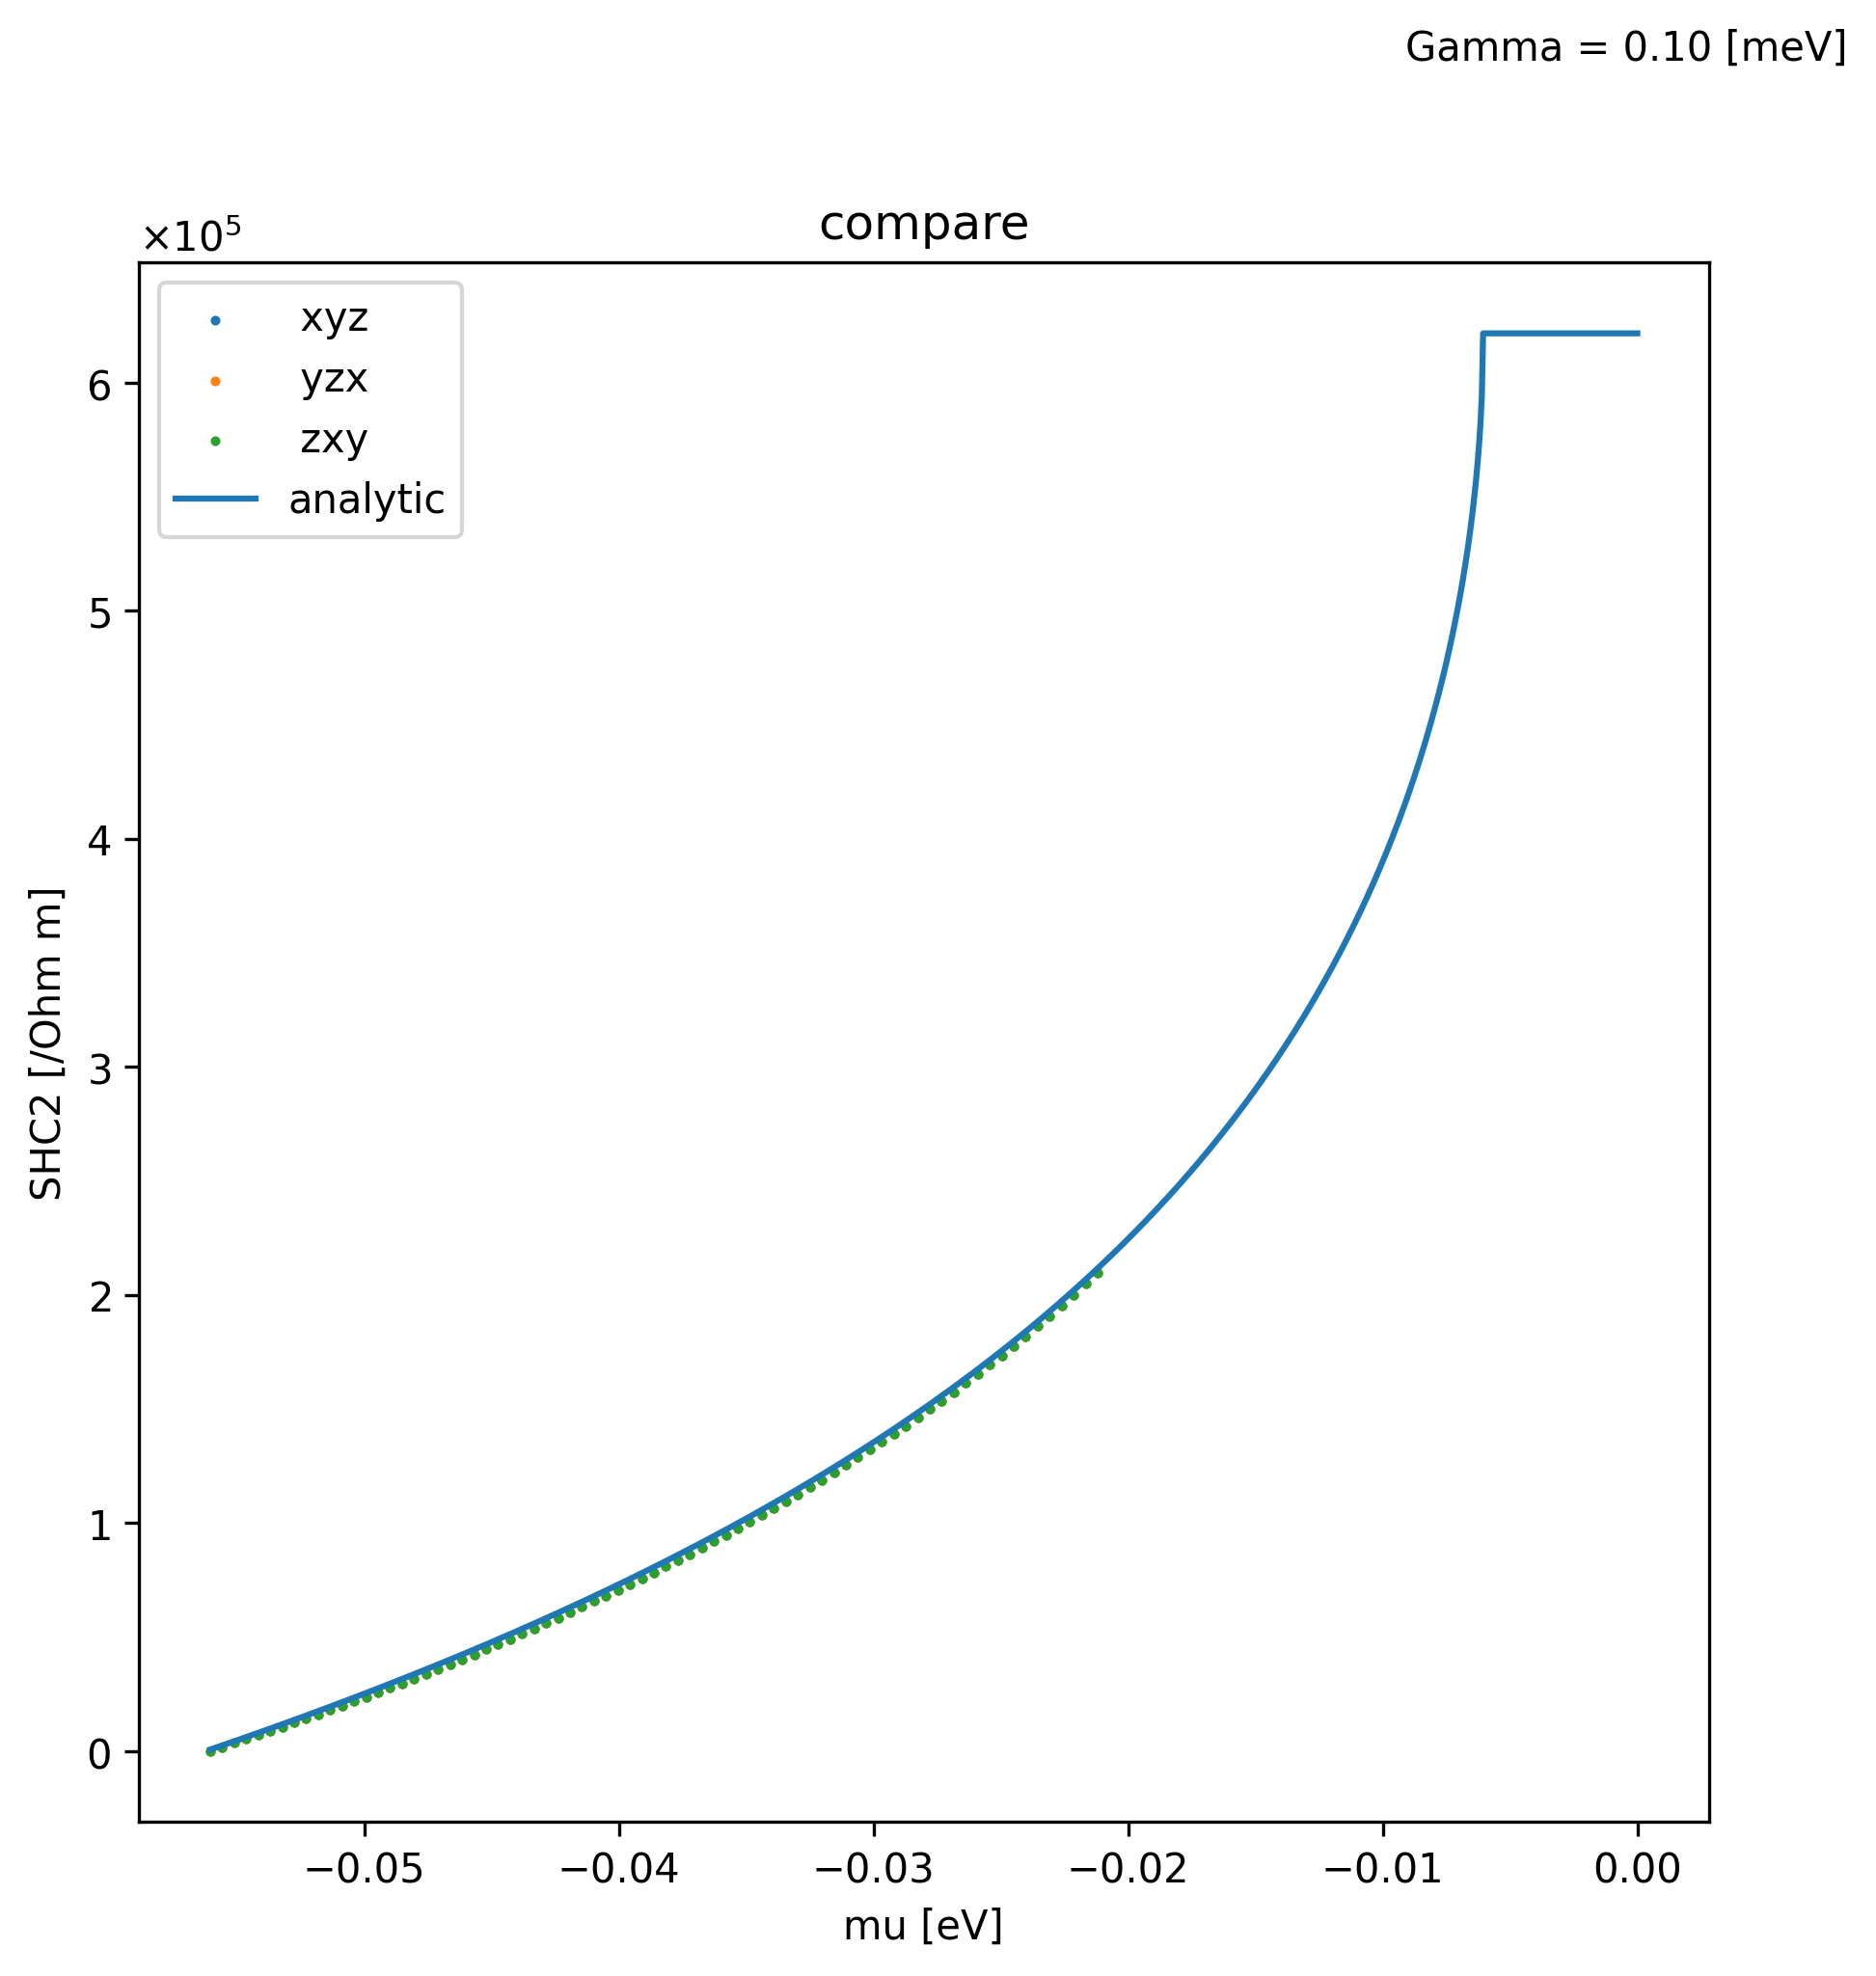 Gamma = 0.10 [meV]
compare
×10⁵
xyz
yzx
zxy
analytic
6
5
4
3
2
1
0
SHC2 [/Ohm m]
−0.05 −0.04 −0.03 −0.02 −0.01 0.00
mu [eV]